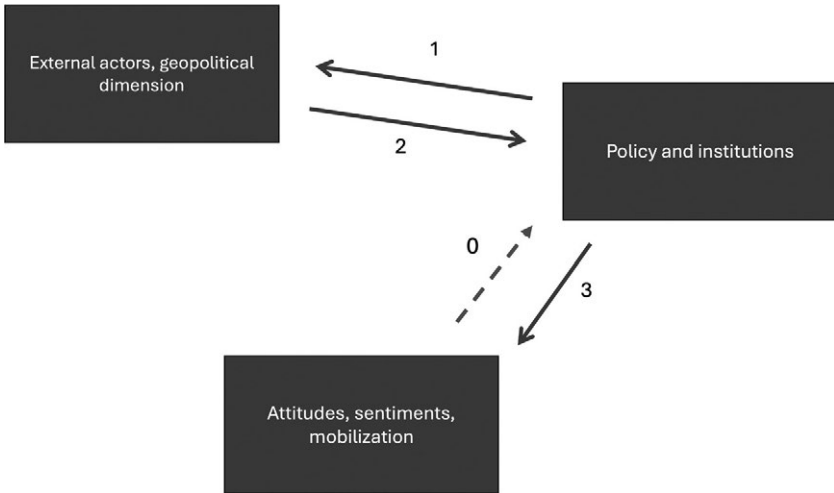 External actors, geopolitical
dimension
1
2
Policy and institutions
0
3
Attitudes, sentiments,
mobilization